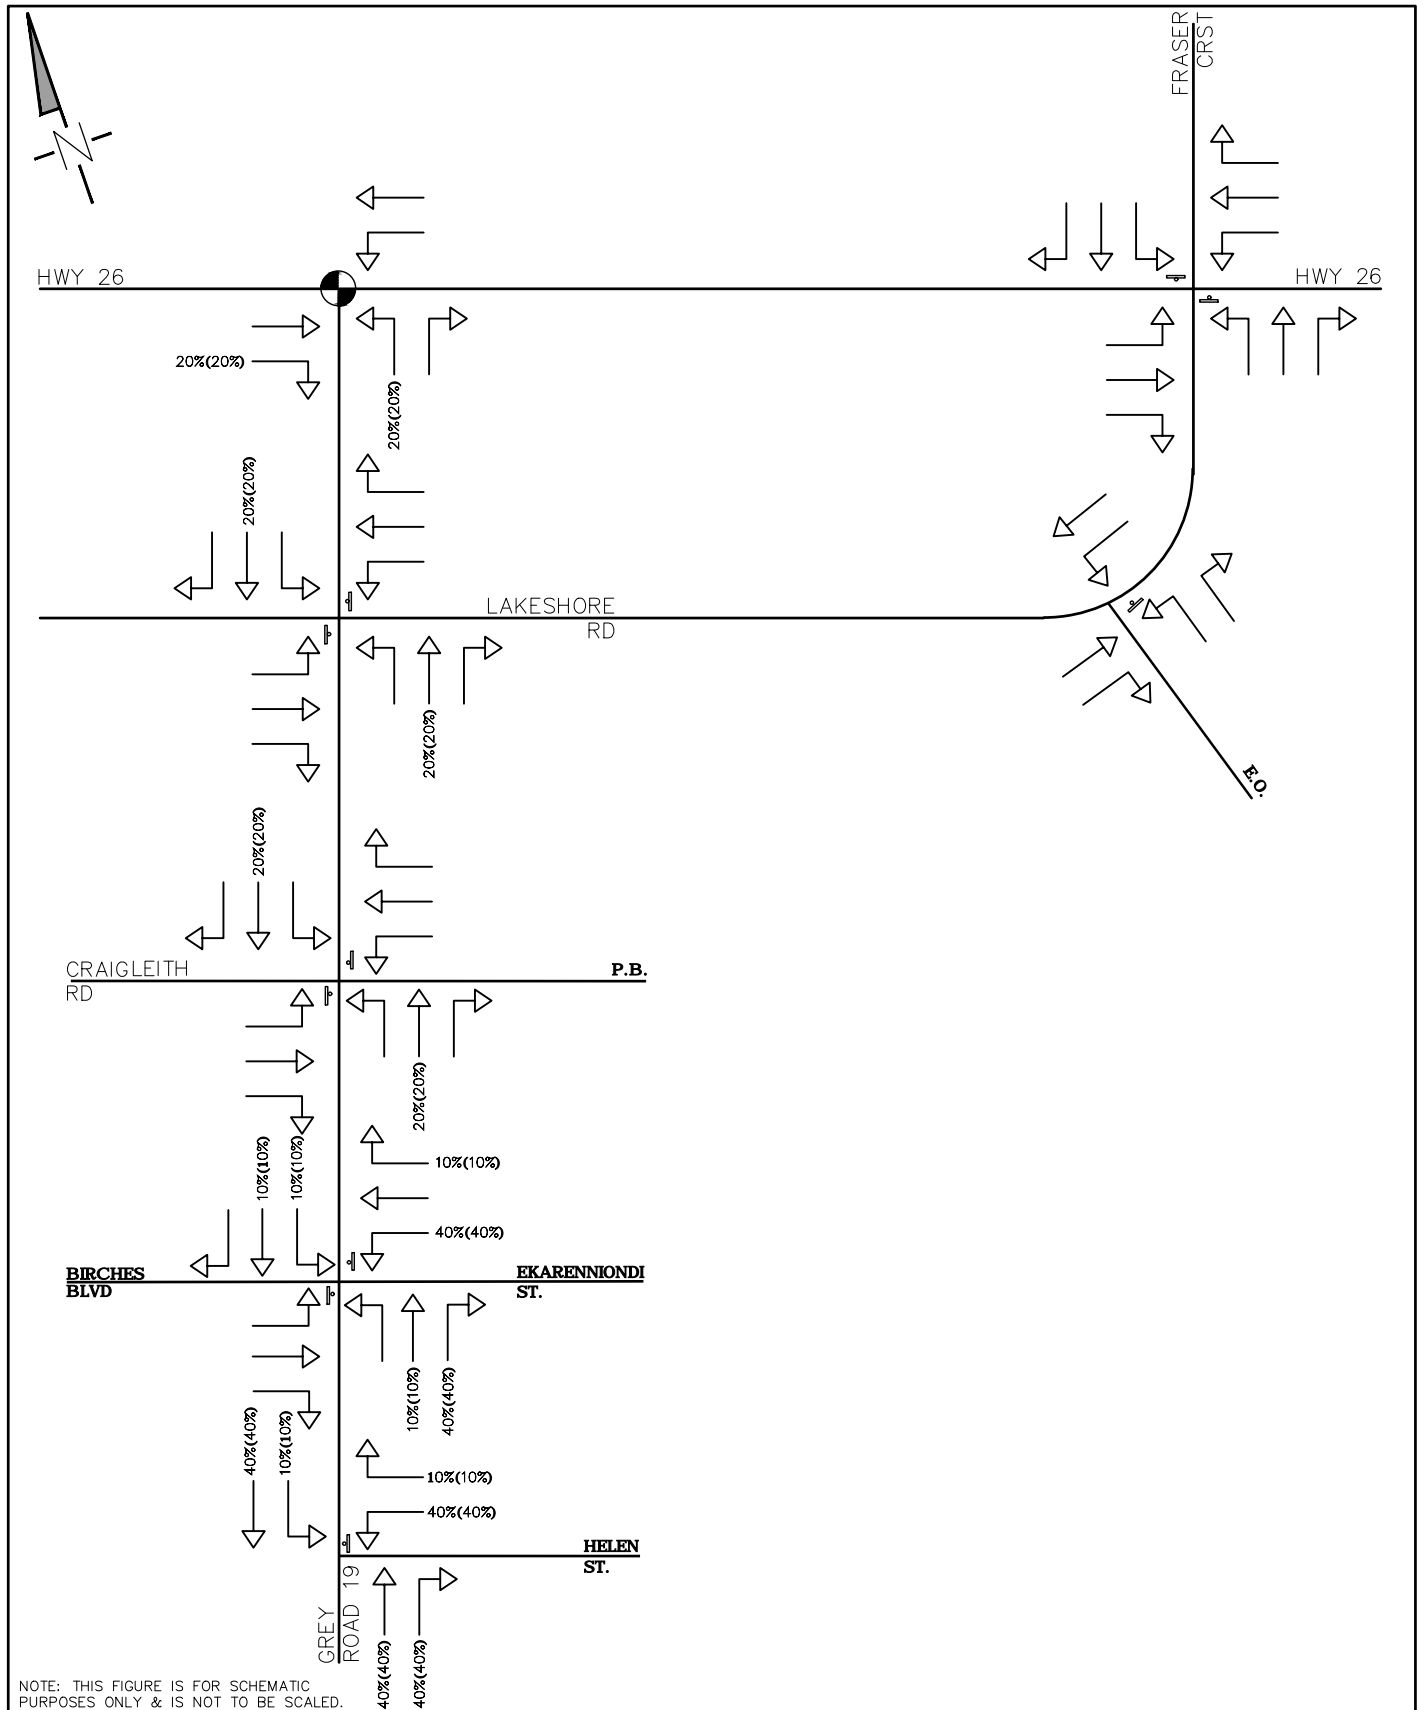 FRASER
CRST
N
HWY 26
HWY 26
20%(20%)
20%(20%)
20%(20%)
LAKESHORE
RD
20%(20%)
E.O.
20%(20%)
CRAIGLEITH
RD
P.B.
20%(20%)
10%(10%)
10%(10%)
10%(10%)
40%(40%)
BIRCHES
BLVD
EKARENNIONDI
ST.
10%(10%)
40%(40%)
40%(40%)
10%(10%)
10%(10%)
40%(40%)
HELEN
ST.
GREY
ROAD 19
40%(40%)
40%(40%)
NOTE: THIS FIGURE IS FOR SCHEMATIC
PURPOSES ONLY & IS NOT TO BE SCALED.